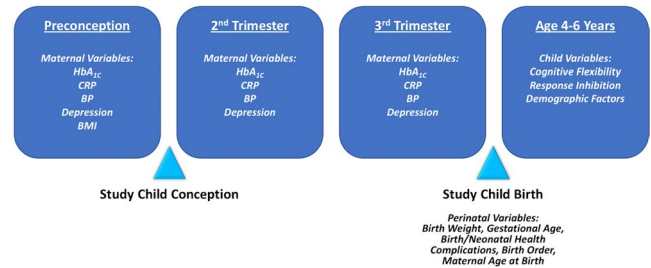 Preconception
Maternal Variables:
HbA1C
CRP
BP
Depression
BMI
2nd Trimester
Maternal Variables:
HbA1C
CRP
BP
Depression
3rd Trimester
Maternal Variables:
HbA1C
CRP
BP
Depression
Age 4-6 Years
Child Variables:
Cognitive Flexibility
Response Inhibition
Demographic Factors
Study Child Conception
Study Child Birth
Perinatal Variables:
Birth Weight, Gestational Age,
Birth/Neonatal Health
Complications, Birth Order,
Maternal Age at Birth